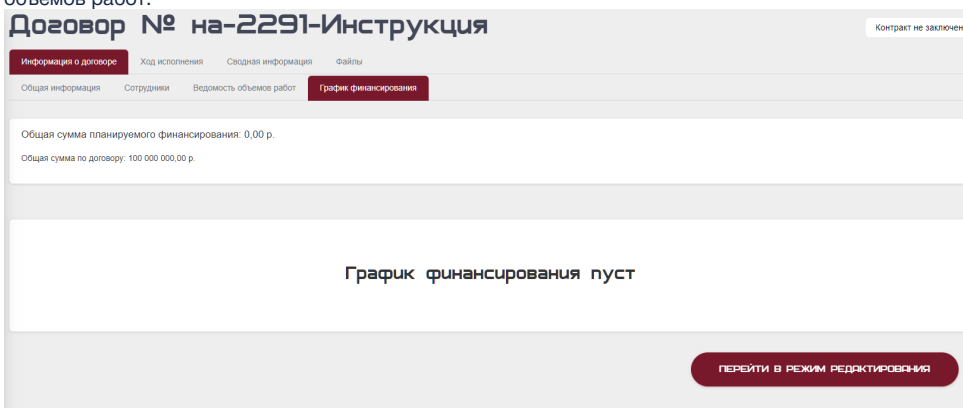 объемов работ.
Договор № на-2291-Инструкция
Контракт не заключен
Информация о договоре Ход исполнения Сводная информация Файлы
Общая информация Сотрудники Ведомость объемов работ График финансирования
Общая сумма планируемого финансирования: 0,00 р.
Общая сумма по договору: 100 000 000,00 р.
График финансирования пуст
ПЕРЕЙТИ В РЕЖИМ РЕДАКТИРОВАНИЯ